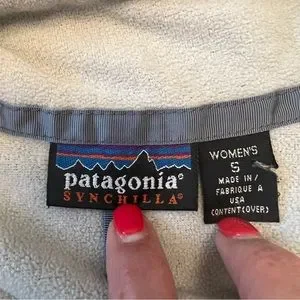 patagonia®
SYNCHILLA®
WOMEN'S
S
MADE IN /
FABRIQUE A
USA
CONTENT(OVER)